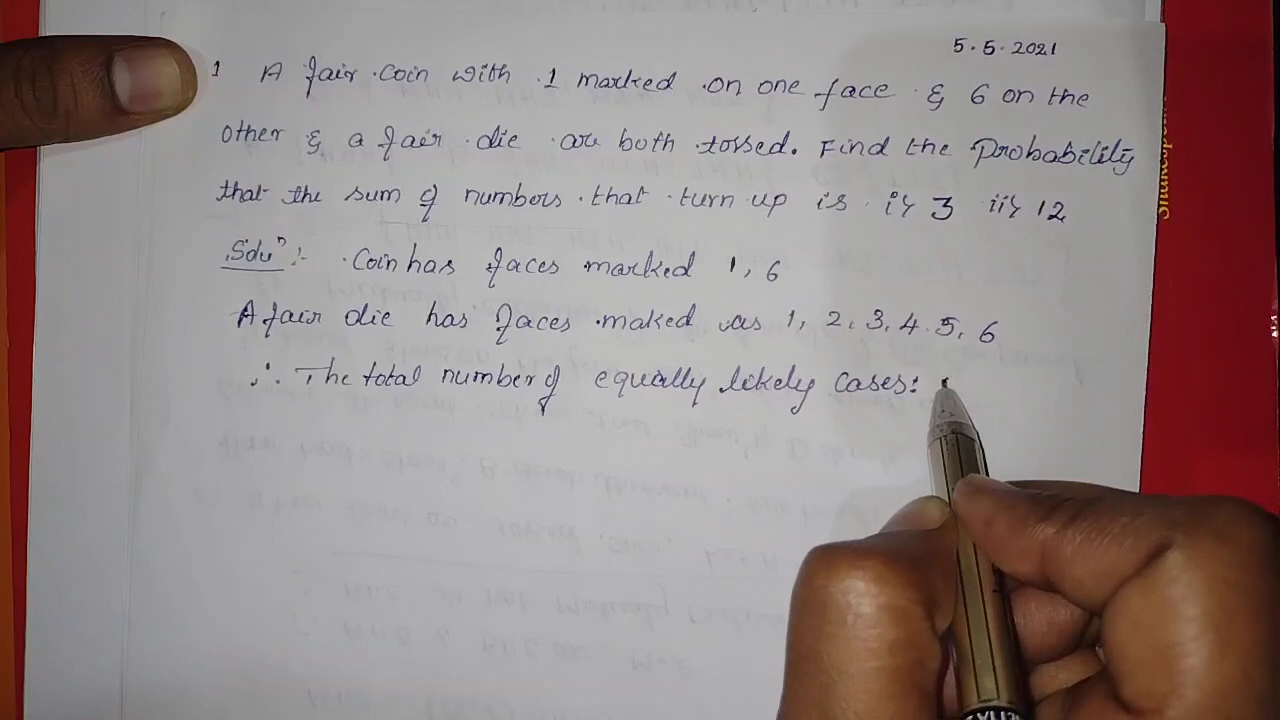 5.5.2021
1 A fair coin with 1 marked on one face & 6 on the
other & a fair die are both tossed. Find the Probability
that the sum of numbers that turn up is i) 3 ii) 12
Solun:- Coin has faces marked 1, 6
A fair die has faces maked as 1, 2, 3, 4. 5, 6
∴ The total number of equally likely cases: